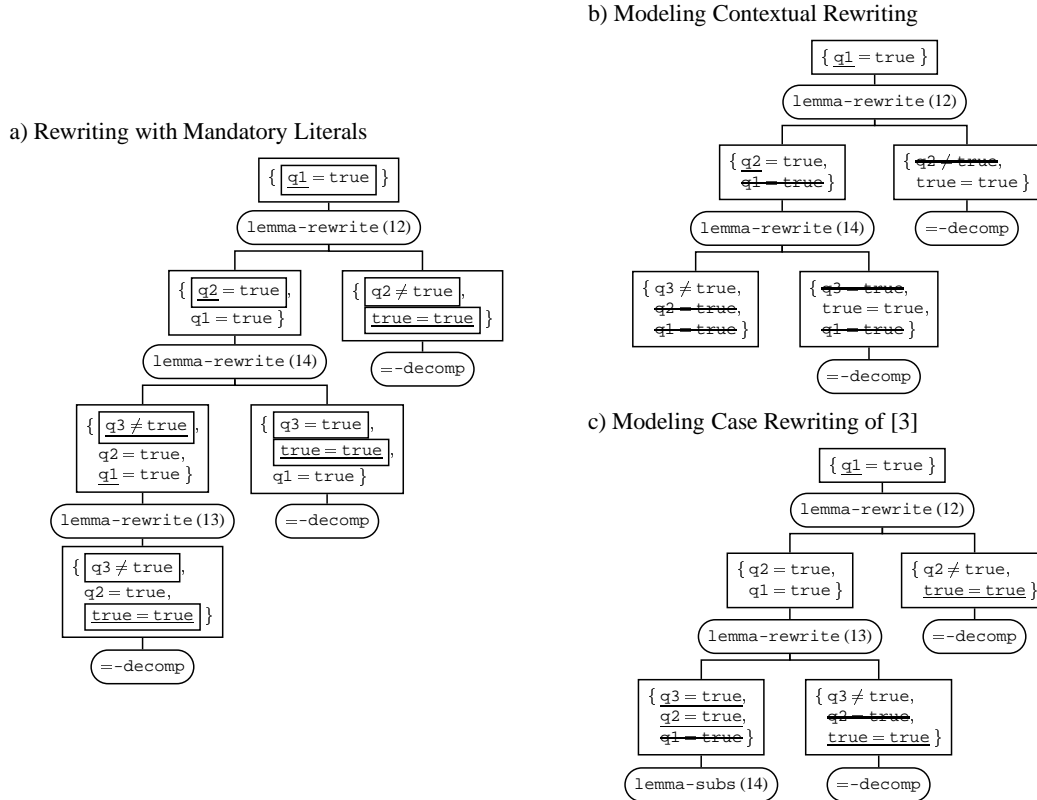 a) Rewriting with Mandatory Literals
{ q1 = true }
lemma-rewrite (12)
{ q2 = true,
q1 = true }
{ q2 ≠ true,
true = true }
lemma-rewrite (14)
=-decomp
{ q3 ≠ true,
q2 = true,
q1 = true }
{ q3 = true,
true = true,
q1 = true }
lemma-rewrite (13)
=-decomp
{ q3 ≠ true,
q2 = true,
true = true }
=-decomp
b) Modeling Contextual Rewriting
{ q1 = true }
lemma-rewrite (12)
{ q2 = true,
q1 = true }
{ q2 ≠ true,
true = true }
lemma-rewrite (14)
=-decomp
{ q3 ≠ true,
q2 = true,
q1 = true }
{ q3 = true,
true = true,
q1 = true }
=-decomp
c) Modeling Case Rewriting of [3]
{ q1 = true }
lemma-rewrite (12)
{ q2 = true,
q1 = true }
{ q2 ≠ true,
true = true }
lemma-rewrite (13)
=-decomp
{ q3 = true,
q2 = true,
q1 = true }
{ q3 ≠ true,
q2 = true,
true = true }
lemma-subs (14)
=-decomp